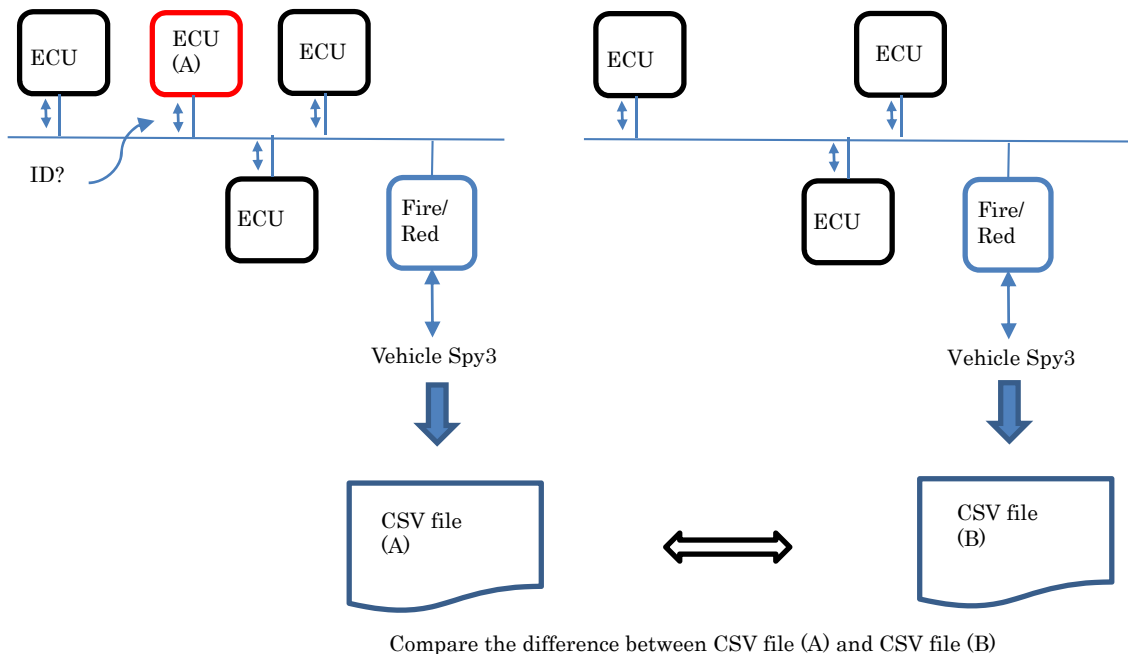 ECU
ECU
(A)
ECU
ID?
ECU
Fire/
Red
Vehicle Spy3
CSV file
(A)
ECU
ECU
ECU
Fire/
Red
Vehicle Spy3
CSV file
(B)
Compare the difference between CSV file (A) and CSV file (B)